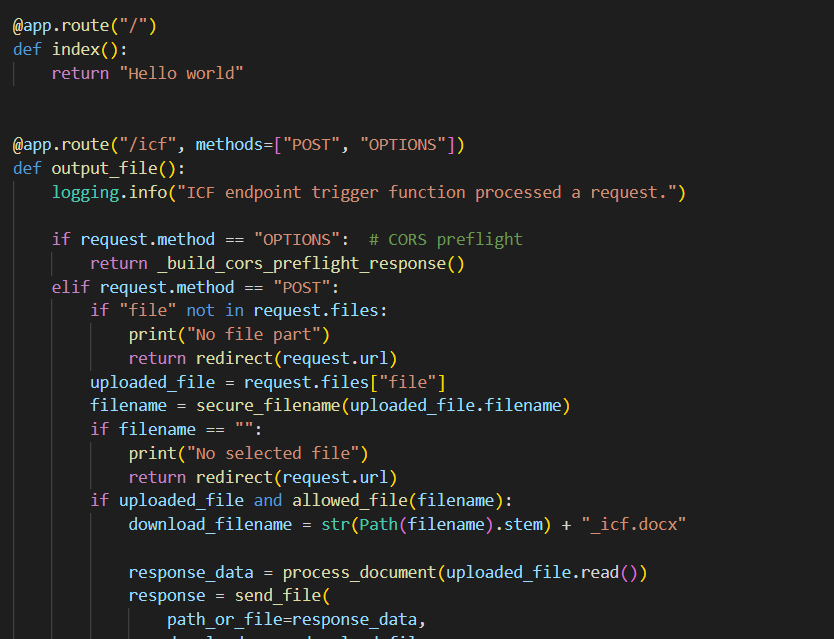 @app.route("/")
def index():
    return "Hello world"
@app.route("/icf", methods=["POST", "OPTIONS"])
def output_file():
    logging.info("ICF endpoint trigger function processed a request.")
    if request.method == "OPTIONS":  # CORS preflight
        return _build_cors_preflight_response()
    elif request.method == "POST":
        if "file" not in request.files:
            print("No file part")
            return redirect(request.url)
        uploaded_file = request.files["file"]
        filename = secure_filename(uploaded_file.filename)
        if filename == "":
            print("No selected file")
            return redirect(request.url)
        if uploaded_file and allowed_file(filename):
            download_filename = str(Path(filename).stem) + "_icf.docx"
            response_data = process_document(uploaded_file.read())
            response = send_file(
                path_or_file=response_data,